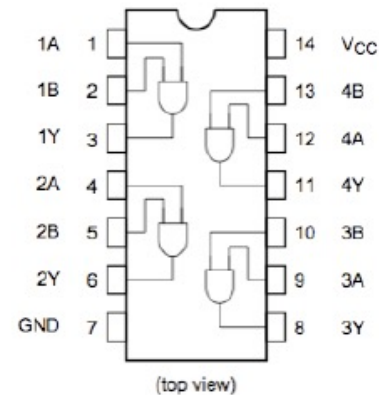 1A 1 14 VCC
1B 2 13 4B
1Y 3 12 4A
2A 4 11 4Y
2B 5 10 3B
2Y 6 9 3A
GND 7 8 3Y
(top view)